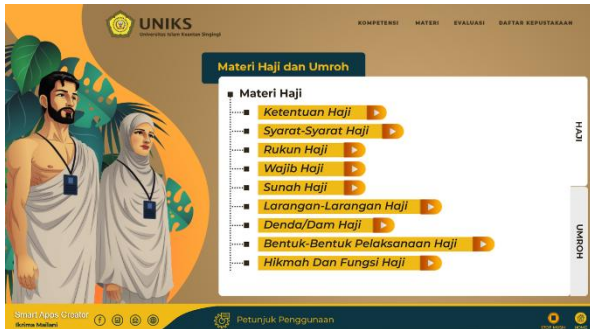 UNIKS
Universitas Islam Kuantan Singingi
KOMPETENSI MATERI EVALUASI DAFTAR KEPUSTAKAAN
Materi Haji dan Umroh
Materi Haji
Ketentuan Haji
Syarat-Syarat Haji
Rukun Haji
Wajib Haji
Sunah Haji
Larangan-Larangan Haji
Denda/Dam Haji
Bentuk-Bentuk Pelaksanaan Haji
Hikmah Dan Fungsi Haji
HAJI
UMROH
Smart Apps Creator
Ikrima Mailani
Petunjuk Penggunaan
HOME